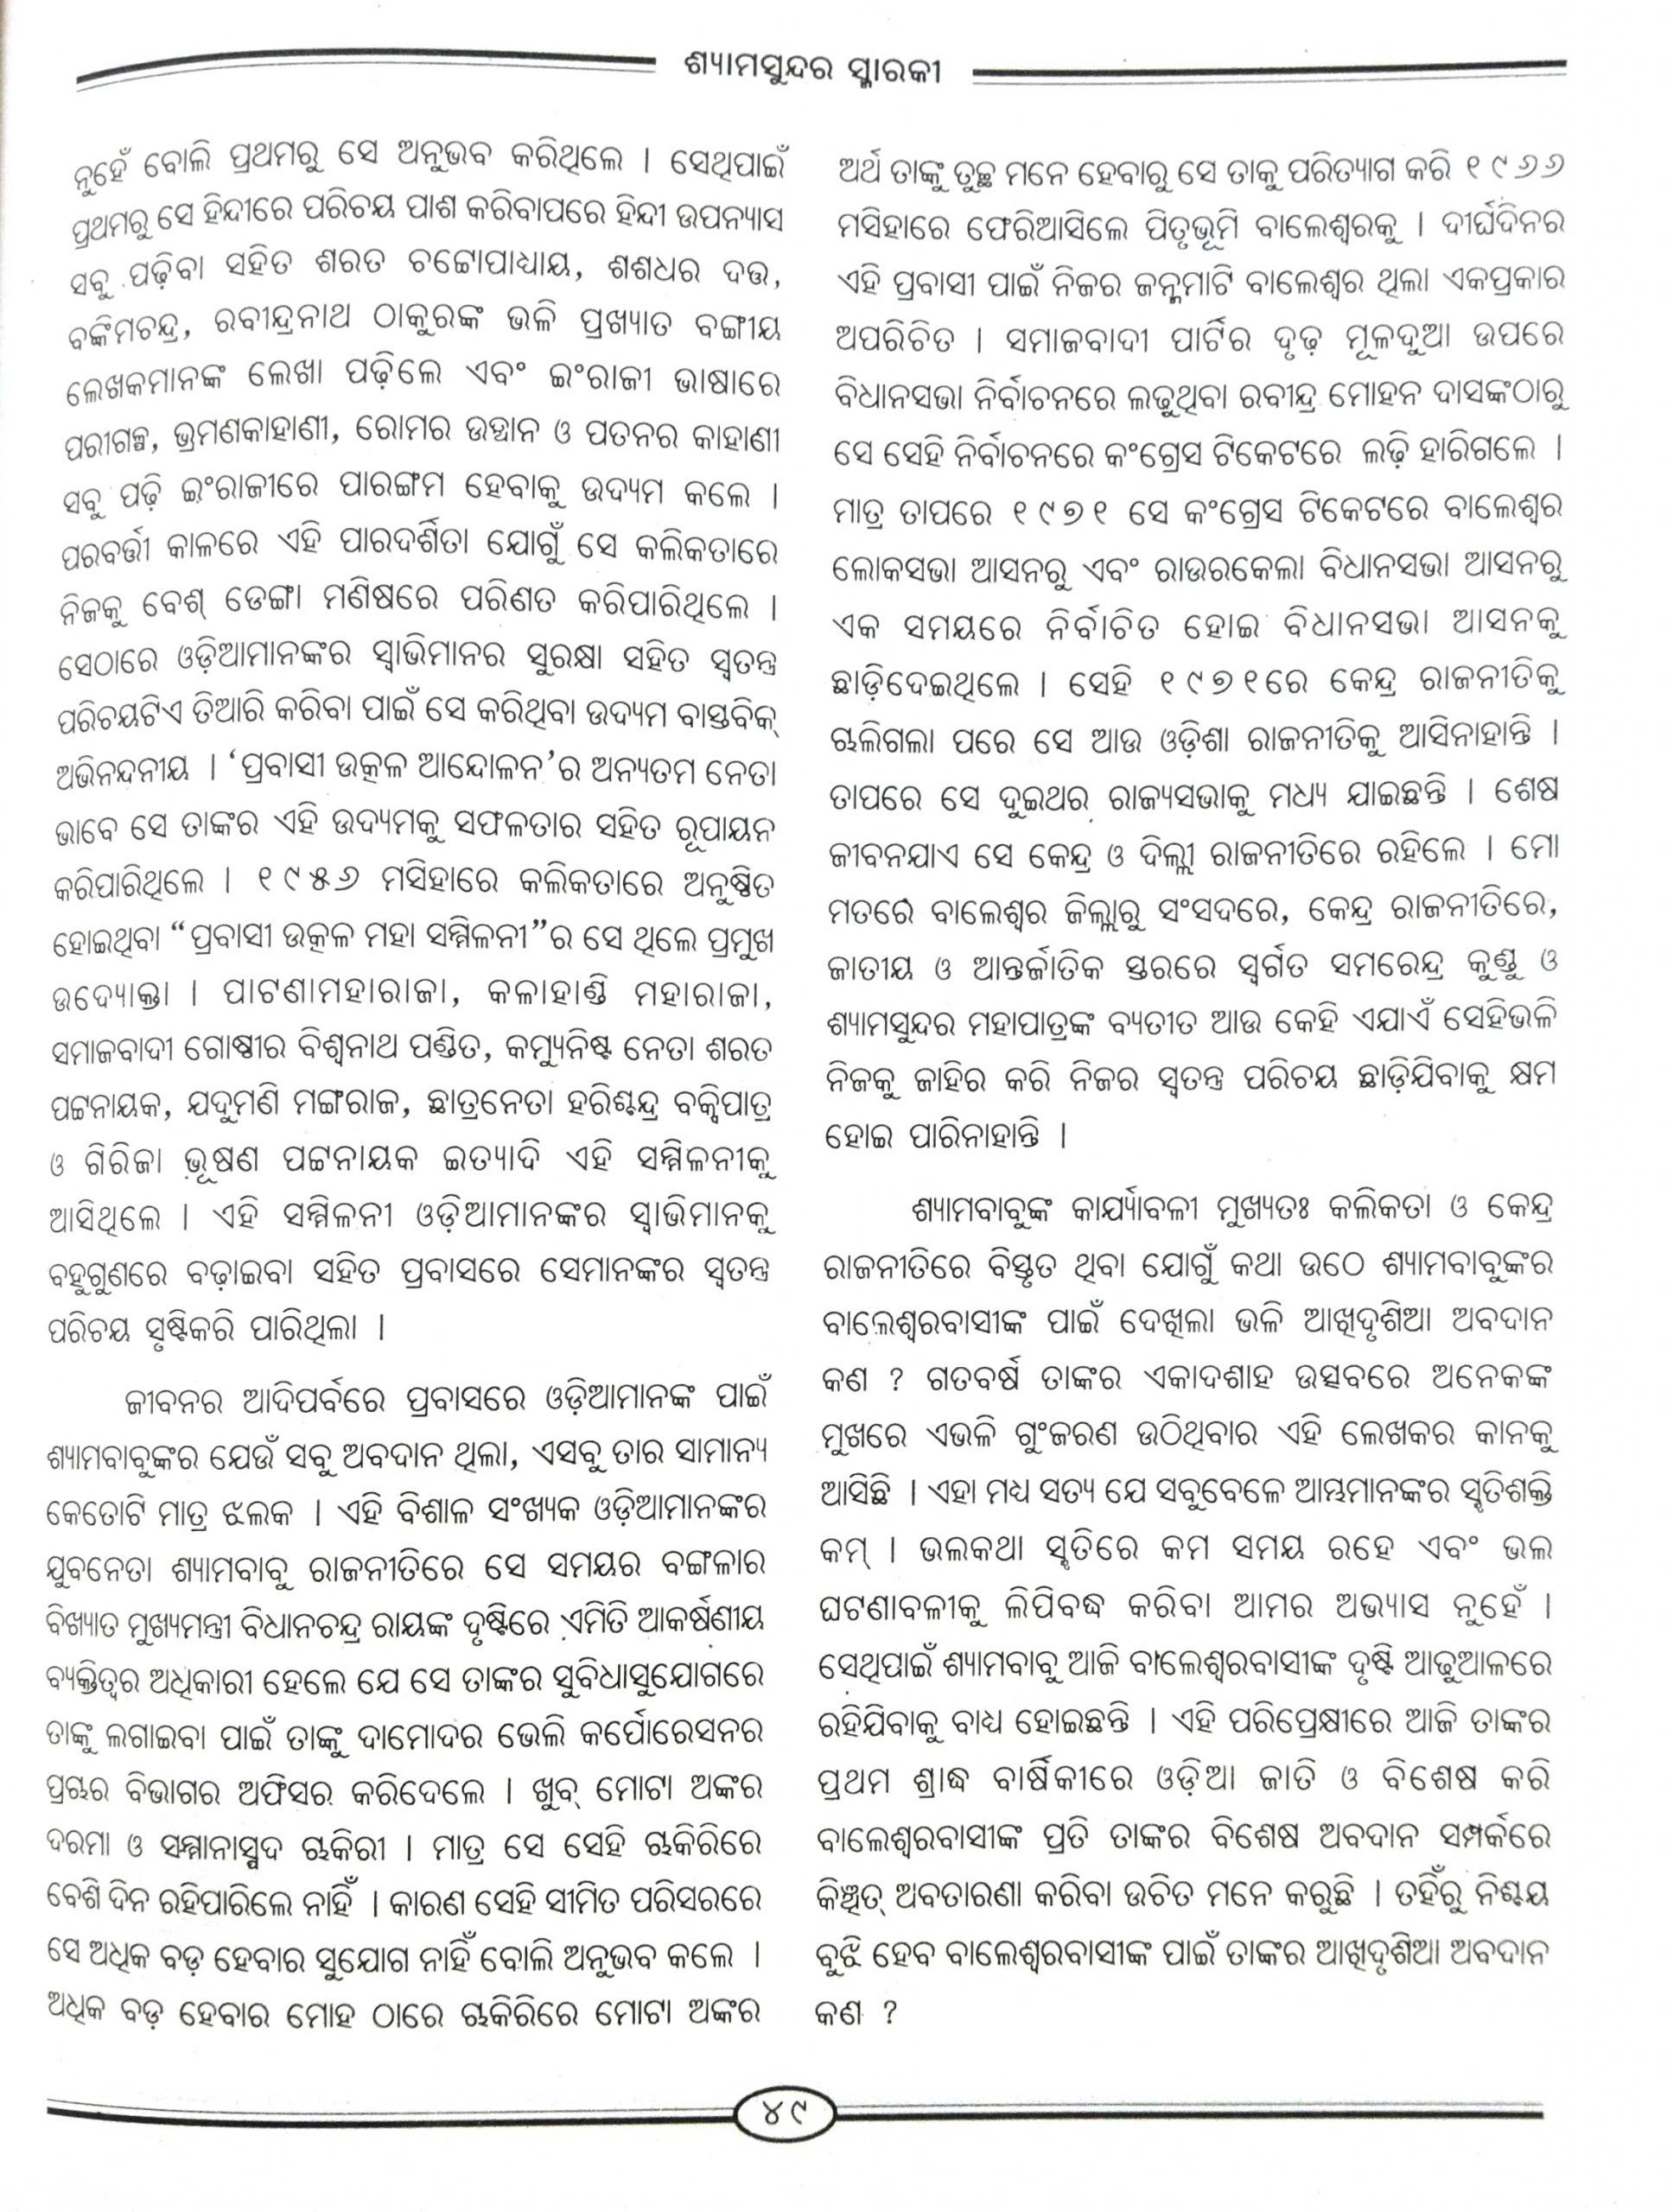 ଶ୍ୟାମସୁନ୍ଦର ସ୍ମାରକୀ
ନୁହେଁ ବୋଲି ପ୍ରଥମରୁ ସେ ଅନୁଭବ କରିଥିଲେ । ସେଥିପାଇଁ
ପ୍ରଥମରୁ ସେ ହିନ୍ଦୀରେ ପରିଚୟ ପାଶ କରିବାପରେ ହିନ୍ଦୀ ଉପନ୍ୟାସ
ସବୁ ପଢ଼ିବା ସହିତ ଶରତ ଚଟ୍ଟୋପାଧ୍ୟାୟ, ଶଶଧର ଦତ୍ତ,
ବଙ୍କିମଚନ୍ଦ୍ର, ରବୀନ୍ଦ୍ରନାଥ ଠାକୁରଙ୍କ ଭଳି ପ୍ରଖ୍ୟାତ ବଙ୍ଗୀୟ
ଲେଖକମାନଙ୍କ ଲେଖା ପଢ଼ିଲେ ଏବଂ ଇଂରାଜୀ ଭାଷାରେ
ପରୀଗଳ୍ପ, ଭ୍ରମଣକାହାଣୀ, ରୋମର ଉତ୍ଥାନ ଓ ପତନର କାହାଣୀ
ସବୁ ପଢ଼ି ଇଂରାଜୀରେ ପାରଙ୍ଗମ ହେବାକୁ ଉଦ୍ୟମ କଲେ ।
ପରବର୍ତ୍ତୀ କାଳରେ ଏହି ପାରଦର୍ଶିତା ଯୋଗୁଁ ସେ କଲିକତାରେ
ନିଜକୁ ବେଶ୍ ଡେଙ୍ଗା ମଣିଷରେ ପରିଣତ କରିପାରିଥିଲେ ।
ସେଠାରେ ଓଡ଼ିଆମାନଙ୍କର ସ୍ୱାଭିମାନର ସୁରକ୍ଷା ସହିତ ସ୍ୱତନ୍ତ୍ର
ପରିଚୟଟିଏ ତିଆରି କରିବା ପାଇଁ ସେ କରିଥିବା ଉଦ୍ୟମ ବାସ୍ତବିକ୍
ଅଭିନନ୍ଦନୀୟ । ‘ପ୍ରବାସୀ ଉତ୍କଳ ଆନ୍ଦୋଳନ’ର ଅନ୍ୟତମ ନେତା
ଭାବେ ସେ ତାଙ୍କର ଏହି ଉଦ୍ୟମକୁ ସଫଳତାର ସହିତ ରୂପାୟନ
କରିପାରିଥିଲେ । ୧୯୫୬ ମସିହାରେ କଲିକତାରେ ଅନୁଷ୍ଠିତ
ହୋଇଥିବା “ପ୍ରବାସୀ ଉତ୍କଳ ମହା ସମ୍ମିଳନୀ”ର ସେ ଥିଲେ ପ୍ରମୁଖ
ଉଦ୍ୟୋକ୍ତା । ପାଟଣାମହାରାଜା, କଳାହାଣ୍ଡି ମହାରାଜା,
ସମାଜବାଦୀ ଗୋଷ୍ଠୀର ବିଶ୍ୱନାଥ ପଣ୍ଡିତ, କମ୍ୟୁନିଷ୍ଟ ନେତା ଶରତ
ପଟ୍ଟନାୟକ, ଯଦୁମଣି ମଙ୍ଗରାଜ, ଛାତ୍ରନେତା ହରିଶ୍ଚନ୍ଦ୍ର ବକ୍ସିପାତ୍ର
ଓ ଗିରିଜା ଭୂଷଣ ପଟ୍ଟନାୟକ ଇତ୍ୟାଦି ଏହି ସମ୍ମିଳନୀକୁ
ଆସିଥିଲେ । ଏହି ସମ୍ମିଳନୀ ଓଡ଼ିଆମାନଙ୍କର ସ୍ୱାଭିମାନକୁ
ବହୁଗୁଣରେ ବଢ଼ାଇବା ସହିତ ପ୍ରବାସରେ ସେମାନଙ୍କର ସ୍ୱତନ୍ତ୍ର
ପରିଚୟ ସୃଷ୍ଟିକରି ପାରିଥିଲା ।
ଜୀବନର ଆଦିପର୍ବରେ ପ୍ରବାସରେ ଓଡ଼ିଆମାନଙ୍କ ପାଇଁ
ଶ୍ୟାମବାବୁଙ୍କର ଯେଉଁ ସବୁ ଅବଦାନ ଥିଲା, ଏସବୁ ତାର ସାମାନ୍ୟ
କେତୋଟି ମାତ୍ର ଝଲକ । ଏହି ବିଶାଳ ସଂଖ୍ୟକ ଓଡ଼ିଆମାନଙ୍କର
ଯୁବନେତା ଶ୍ୟାମବାବୁ ରାଜନୀତିରେ ସେ ସମୟର ବଙ୍ଗଳାର
ବିଖ୍ୟାତ ମୁଖ୍ୟମନ୍ତ୍ରୀ ବିଧାନଚନ୍ଦ୍ର ରାୟଙ୍କ ଦୃଷ୍ଟିରେ ଏମିତି ଆକର୍ଷଣୀୟ
ବ୍ୟକ୍ତିତ୍ୱର ଅଧିକାରୀ ହେଲେ ଯେ ସେ ତାଙ୍କର ସୁବିଧାସୁଯୋଗରେ
ତାଙ୍କୁ ଲଗାଇବା ପାଇଁ ତାଙ୍କୁ ଦାମୋଦର ଭେଲି କର୍ପୋରେସନର
ପ୍ରଚାର ବିଭାଗର ଅଫିସର କରିଦେଲେ । ଖୁବ୍ ମୋଟା ଅଙ୍କର
ଦରମା ଓ ସମ୍ମାନାସ୍ପଦ ଚାକିରୀ । ମାତ୍ର ସେ ସେହି ଚାକିରିରେ
ବେଶି ଦିନ ରହିପାରିଲେ ନାହିଁ । କାରଣ ସେହି ସୀମିତ ପରିସରରେ
ସେ ଅଧିକ ବଡ଼ ହେବାର ସୁଯୋଗ ନାହିଁ ବୋଲି ଅନୁଭବ କଲେ ।
ଅଧିକ ବଡ଼ ହେବାର ମୋହ ଠାରେ ଚାକିରିରେ ମୋଟା ଅଙ୍କର
ଅର୍ଥ ତାଙ୍କୁ ତୁଚ୍ଛ ମନେ ହେବାରୁ ସେ ତାକୁ ପରିତ୍ୟାଗ କରି ୧୯୬୬
ମସିହାରେ ଫେରିଆସିଲେ ପିତୃଭୂମି ବାଲେଶ୍ୱରକୁ । ଦୀର୍ଘଦିନର
ଏହି ପ୍ରବାସୀ ପାଇଁ ନିଜର ଜନ୍ମମାଟି ବାଲେଶ୍ୱର ଥିଲା ଏକପ୍ରକାର
ଅପରିଚିତ । ସମାଜବାଦୀ ପାର୍ଟିର ଦୃଢ଼ ମୂଳଦୁଆ ଉପରେ
ବିଧାନସଭା ନିର୍ବାଚନରେ ଲଢୁଥିବା ରବୀନ୍ଦ୍ର ମୋହନ ଦାସଙ୍କଠାରୁ
ସେ ସେହି ନିର୍ବାଚନରେ କଂଗ୍ରେସ ଟିକେଟରେ ଲଢ଼ି ହାରିଗଲେ ।
ମାତ୍ର ତାପରେ ୧୯୭୧ ସେ କଂଗ୍ରେସ ଟିକେଟରେ ବାଲେଶ୍ୱର
ଲୋକସଭା ଆସନରୁ ଏବଂ ରାଉରକେଲା ବିଧାନସଭା ଆସନରୁ
ଏକ ସମୟରେ ନିର୍ବାଚିତ ହୋଇ ବିଧାନସଭା ଆସନକୁ
ଛାଡ଼ିଦେଇଥିଲେ । ସେହି ୧୯୭୧ରେ କେନ୍ଦ୍ର ରାଜନୀତିକୁ
ଚାଲିଗଲା ପରେ ସେ ଆଉ ଓଡ଼ିଶା ରାଜନୀତିକୁ ଆସିନାହାନ୍ତି ।
ତାପରେ ସେ ଦୁଇଥର ରାଜ୍ୟସଭାକୁ ମଧ୍ୟ ଯାଇଛନ୍ତି । ଶେଷ
ଜୀବନଯାଏ ସେ କେନ୍ଦ୍ର ଓ ଦିଲ୍ଲୀ ରାଜନୀତିରେ ରହିଲେ । ମୋ
ମତରେ ବାଲେଶ୍ୱର ଜିଲ୍ଲାରୁ ସଂସଦରେ, କେନ୍ଦ୍ର ରାଜନୀତିରେ,
ଜାତୀୟ ଓ ଆନ୍ତର୍ଜାତିକ ସ୍ତରରେ ସ୍ୱର୍ଗତ ସମରେନ୍ଦ୍ର କୁଣ୍ଡୁ ଓ
ଶ୍ୟାମସୁନ୍ଦର ମହାପାତ୍ରଙ୍କ ବ୍ୟତୀତ ଆଉ କେହି ଏଯାଏଁ ସେହିଭଳି
ନିଜକୁ ଜାହିର କରି ନିଜର ସ୍ୱତନ୍ତ୍ର ପରିଚୟ ଛାଡ଼ିଯିବାକୁ କ୍ଷମ
ହୋଇ ପାରିନାହାନ୍ତି ।
ଶ୍ୟାମବାବୁଙ୍କ କାର୍ଯ୍ୟାବଳୀ ମୁଖ୍ୟତଃ କଲିକତା ଓ କେନ୍ଦ୍ର
ରାଜନୀତିରେ ବିସ୍ତୃତ ଥିବା ଯୋଗୁଁ କଥା ଉଠେ ଶ୍ୟାମବାବୁଙ୍କର
ବାଲେଶ୍ୱରବାସୀଙ୍କ ପାଇଁ ଦେଖିଲା ଭଳି ଆଖିଦୃଶିଆ ଅବଦାନ
କଣ ? ଗତବର୍ଷ ତାଙ୍କର ଏକାଦଶାହ ଉତ୍ସବରେ ଅନେକଙ୍କ
ମୁଖରେ ଏଭଳି ଗୁଂଜରଣ ଉଠିଥିବାର ଏହି ଲେଖକର କାନକୁ
ଆସିଛି । ଏହା ମଧ୍ୟ ସତ୍ୟ ଯେ ସବୁବେଳେ ଆମ୍ଭମାନଙ୍କର ସ୍ମୃତିଶକ୍ତି
କମ୍ । ଭଲକଥା ସ୍ମୃତିରେ କମ ସମୟ ରହେ ଏବଂ ଭଲ
ଘଟଣାବଳୀକୁ ଲିପିବଦ୍ଧ କରିବା ଆମର ଅଭ୍ୟାସ ନୁହେଁ ।
ସେଥିପାଇଁ ଶ୍ୟାମବାବୁ ଆଜି ବାଲେଶ୍ୱରବାସୀଙ୍କ ଦୃଷ୍ଟି ଆଢୁଆଳରେ
ରହିଯିବାକୁ ବାଧ୍ୟ ହୋଇଛନ୍ତି । ଏହି ପରିପ୍ରେକ୍ଷୀରେ ଆଜି ତାଙ୍କର
ପ୍ରଥମ ଶ୍ରାଦ୍ଧ ବାର୍ଷିକୀରେ ଓଡ଼ିଆ ଜାତି ଓ ବିଶେଷ କରି
ବାଲେଶ୍ୱରବାସୀଙ୍କ ପ୍ରତି ତାଙ୍କର ବିଶେଷ ଅବଦାନ ସମ୍ପର୍କରେ
କିଞ୍ଚିତ୍ ଅବତାରଣା କରିବା ଉଚିତ ମନେ କରୁଛି । ତହିଁରୁ ନିଶ୍ଚୟ
ବୁଝି ହେବ ବାଲେଶ୍ୱରବାସୀଙ୍କ ପାଇଁ ତାଙ୍କର ଆଖିଦୃଶିଆ ଅବଦାନ
କଣ ?
୪୯